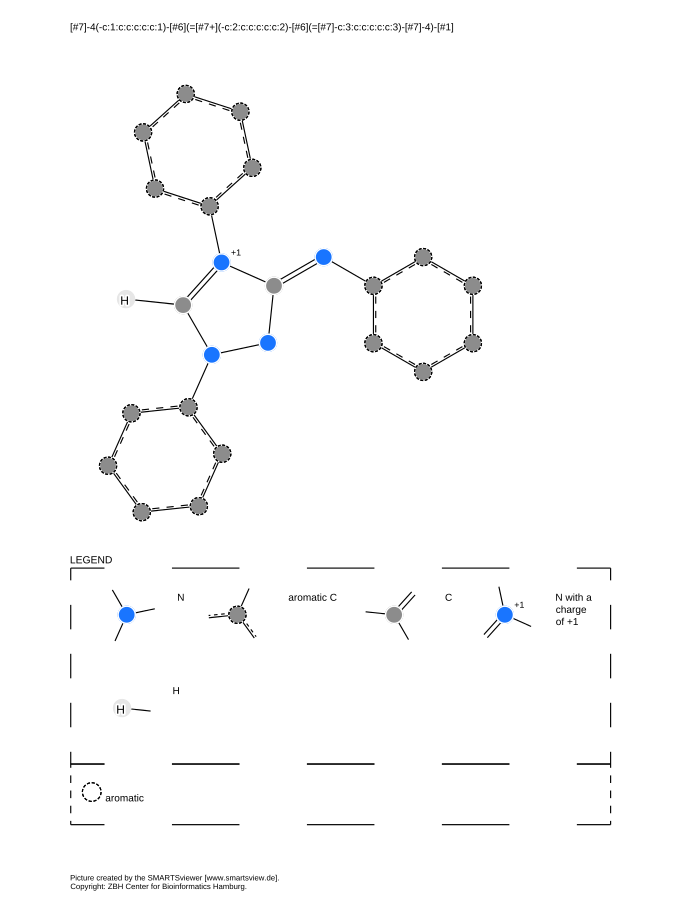 [#7]-4(-c:1:c:c:c:c:c:1)-[#6](=[#7+](-c:2:c:c:c:c:c:2)-[#6](=[#7]-c:3:c:c:c:c:c:3)-[#7]-4)-[#1]
+1
H
LEGEND
N
aromatic C
C
+1
N with a
charge
of +1
H
H
aromatic
Picture created by the SMARTSviewer [www.smartsview.de].
Copyright: ZBH Center for Bioinformatics Hamburg.